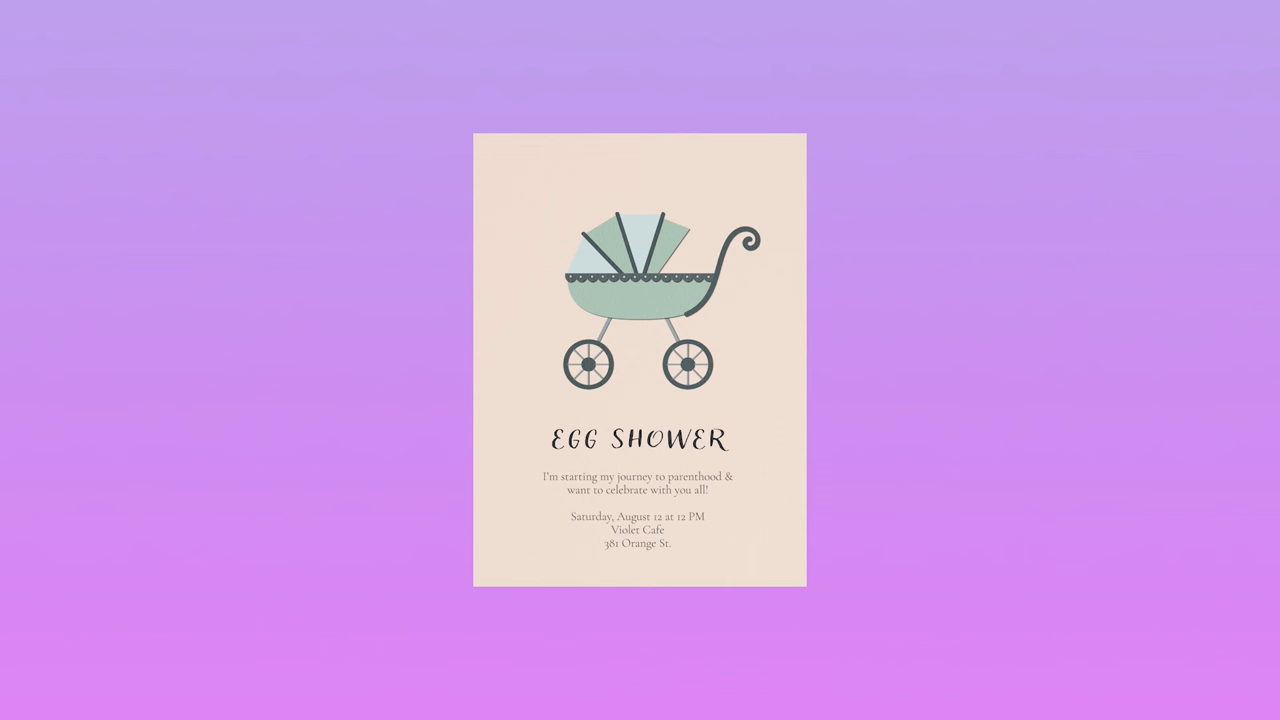 EGG SHOWER
I'm starting my journey to parenthood &
want to celebrate with you all!
Saturday, August 12 at 12 PM
Violet Cafe
381 Orange St.